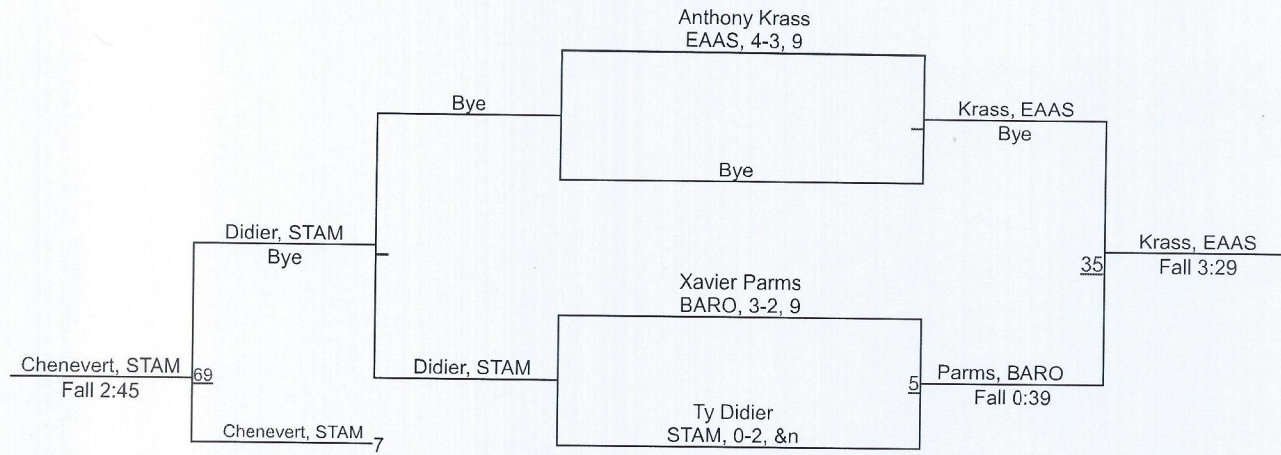 Anthony Krass
EAAS, 4-3, 9
Bye
Krass, EAAS
Bye
Bye
Didier, STAM
Bye
Krass, EAAS
Fall 3:29
35
Xavier Parms
BARO, 3-2, 9
Chenevert, STAM
Fall 2:45
69
Didier, STAM
5
Parms, BARO
Fall 0:39
Ty Didier
STAM, 0-2, &n
Chenevert, STAM
7